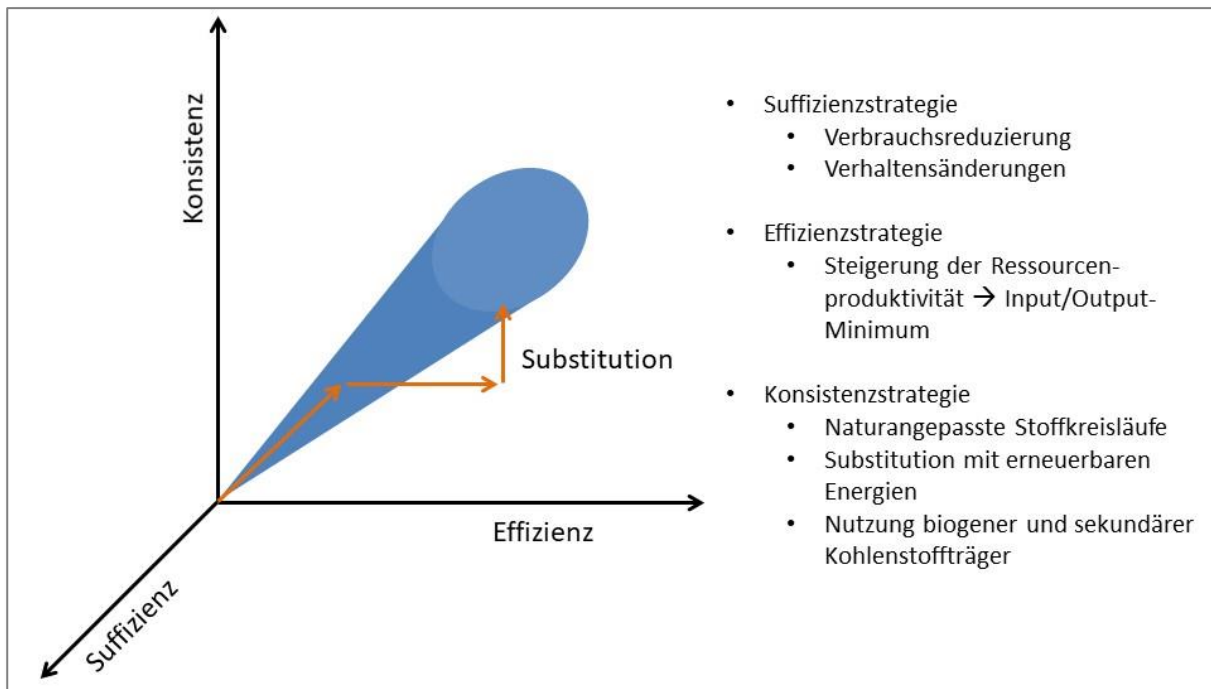 Konsistenz
Substitution
Effizienz
Suffizienz
• Suffizienzstrategie
• Verbrauchsreduzierung
• Verhaltensänderungen
• Effizienzstrategie
• Steigerung der Ressourcen-
produktivität → Input/Output-
Minimum
• Konsistenzstrategie
• Naturangepasste Stoffkreisläufe
• Substitution mit erneuerbaren
Energien
• Nutzung biogener und sekundärer
Kohlenstoffträger